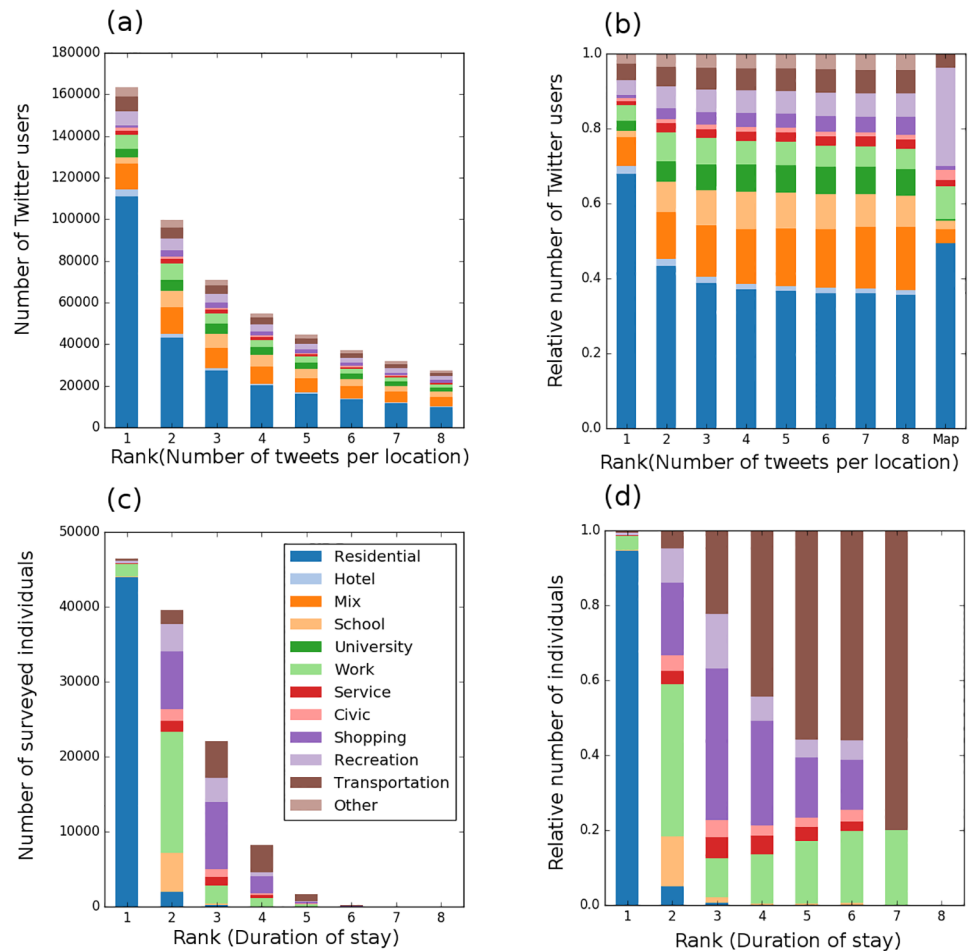 (a)
Number of Twitter users
180000
160000
140000
120000
100000
80000
60000
40000
20000
0
1 2 3 4 5 6 7 8
Rank(Number of tweets per location)
(b)
Relative number of Twitter users
1.0
0.8
0.6
0.4
0.2
0.0
1 2 3 4 5 6 7 8 Map
Rank(Number of tweets per location)
(c)
Number of surveyed individuals
50000
40000
30000
20000
10000
0
Residential
Hotel
Mix
School
University
Work
Service
Civic
Shopping
Recreation
Transportation
Other
1 2 3 4 5 6 7 8
Rank (Duration of stay)
(d)
Relative number of individuals
1.0
0.8
0.6
0.4
0.2
0.0
1 2 3 4 5 6 7 8
Rank (Duration of stay)